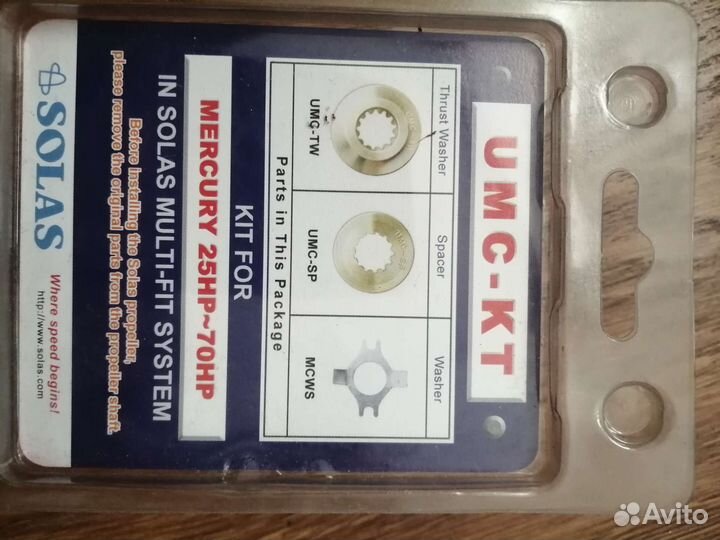 UMC-KT
Thrust Washer
Spacer
Washer
UMC-TW
UMC-SP
MCWS
Parts in This Package
KIT FOR
MERCURY 25HP~70HP
IN SOLAS MULTI-FIT SYSTEM
Before installing the Solas propeller,
please remove the original parts from the propeller shaft.
SOLAS
Where speed begins!
http://www.solas.com
Avito